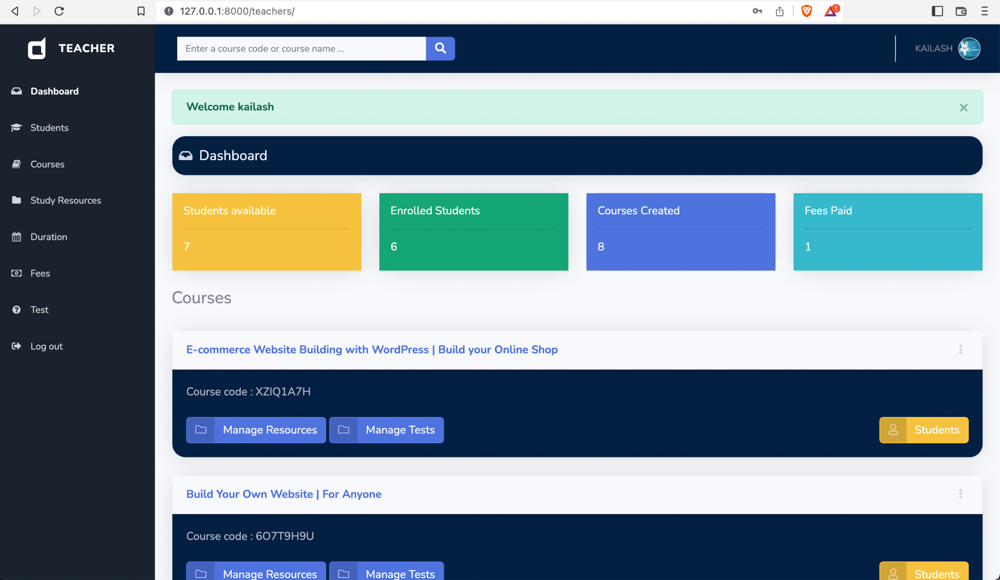 127.0.0.1:8000/teachers/
1
TEACHER
Enter a course code or course name ...
KAILASH
Dashboard
Students
Courses
Study Resources
Duration
Fees
Test
Log out
Welcome kailash
×
Dashboard
Students available
7
Enrolled Students
6
Courses Created
8
Fees Paid
1
Courses
E-commerce Website Building with WordPress | Build your Online Shop
Course code : XZIQ1A7H
Manage Resources
Manage Tests
Students
Build Your Own Website | For Anyone
Course code : 6O7T9H9U
Manage Resources
Manage Tests
Students